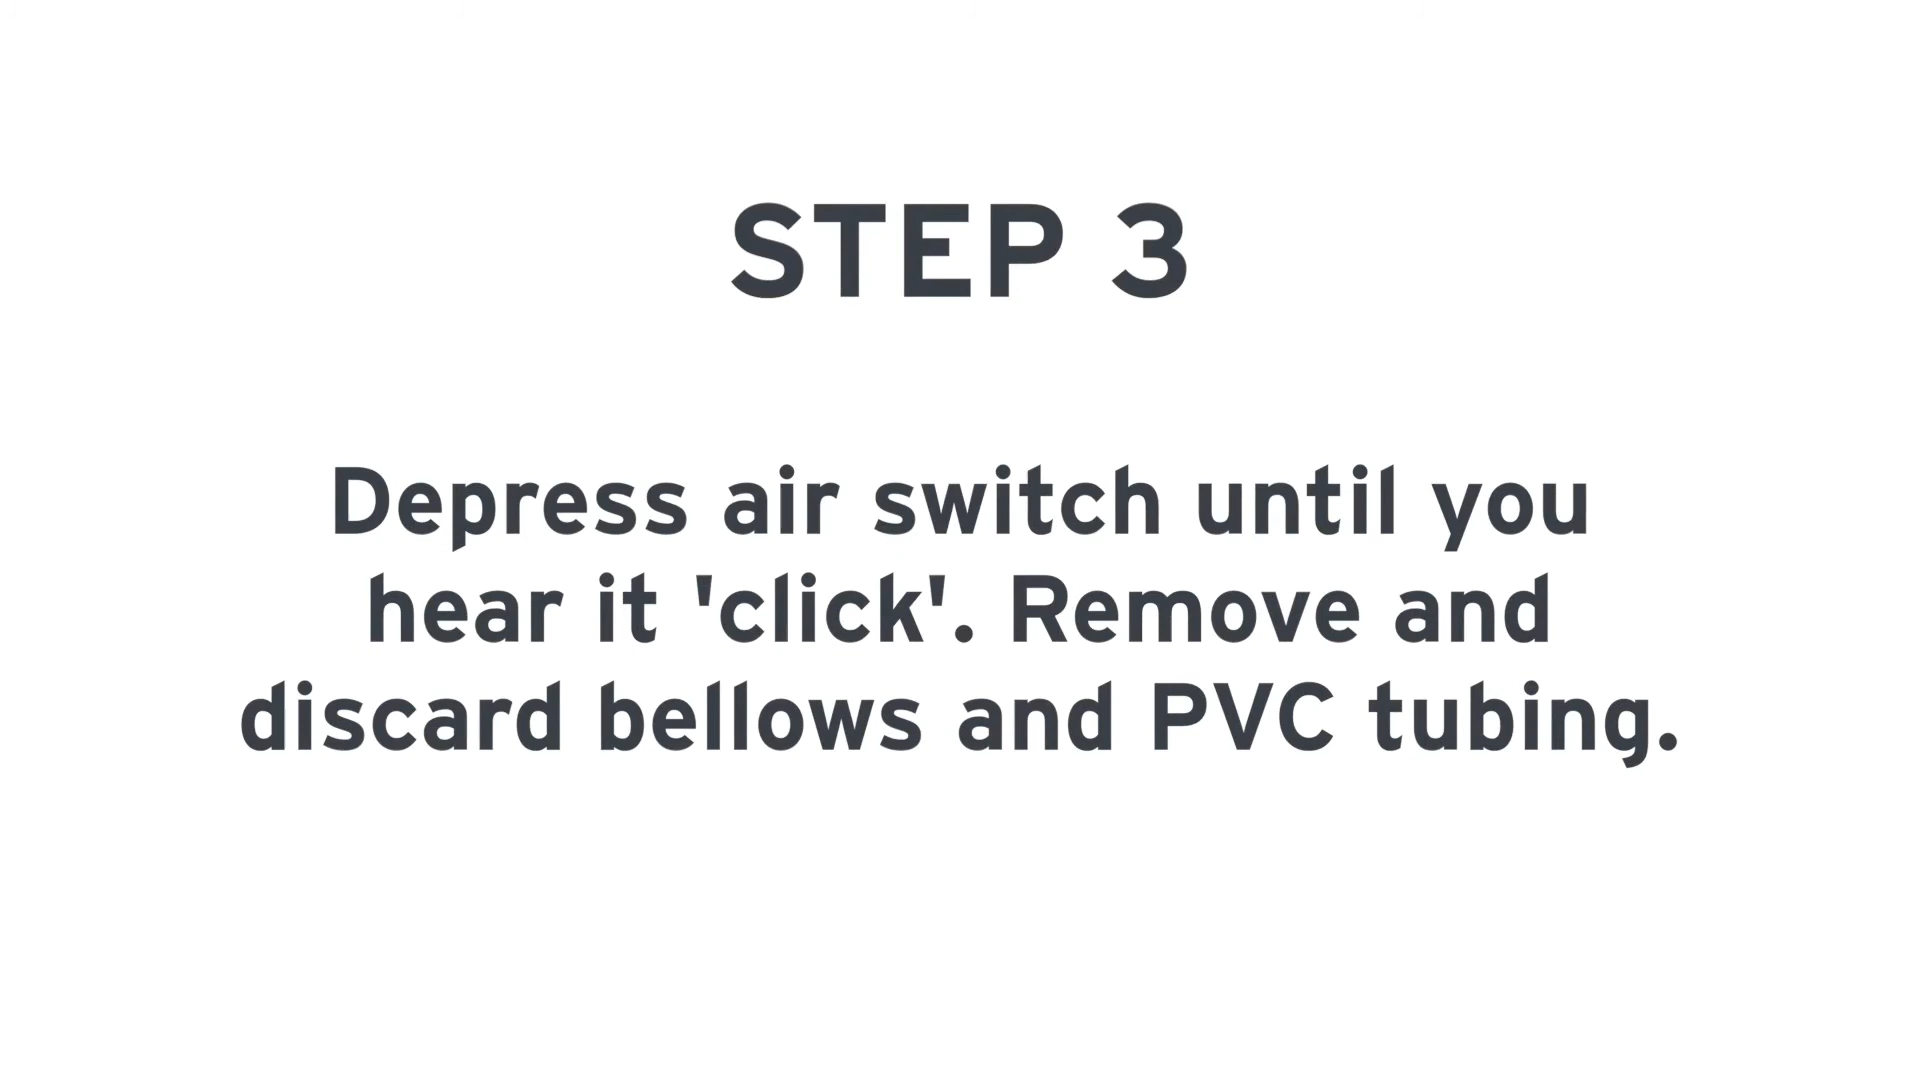 STEP 3
Depress air switch until you
hear it 'click'. Remove and
discard bellows and PVC tubing.